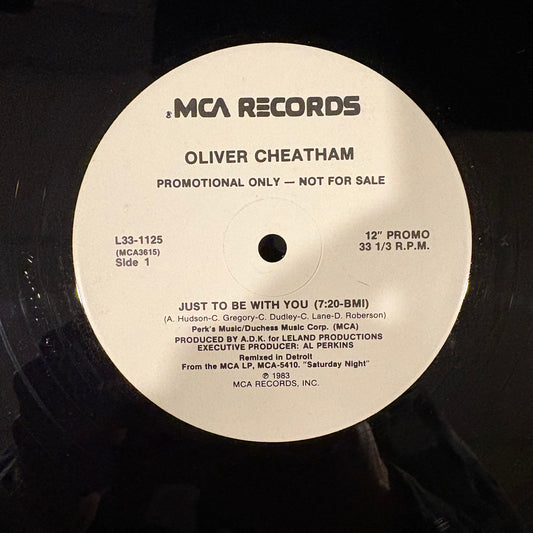 MCA RECORDS
OLIVER CHEATHAM
PROMOTIONAL ONLY — NOT FOR SALE
L33-1125
(MCA3615)
Side 1
12" PROMO
33 1/3 R.P.M.
JUST TO BE WITH YOU (7:20-BMI)
(A. Hudson-C. Gregory-C. Dudley-C. Lane-D. Roberson)
Perk's Music/Duchess Music Corp. (MCA)
PRODUCED BY A.D.K. for LELAND PRODUCTIONS
EXECUTIVE PRODUCER: AL PERKINS
Remixed in Detroit
From the MCA LP, MCA-5410. "Saturday Night"
℗ 1983
MCA RECORDS, INC.